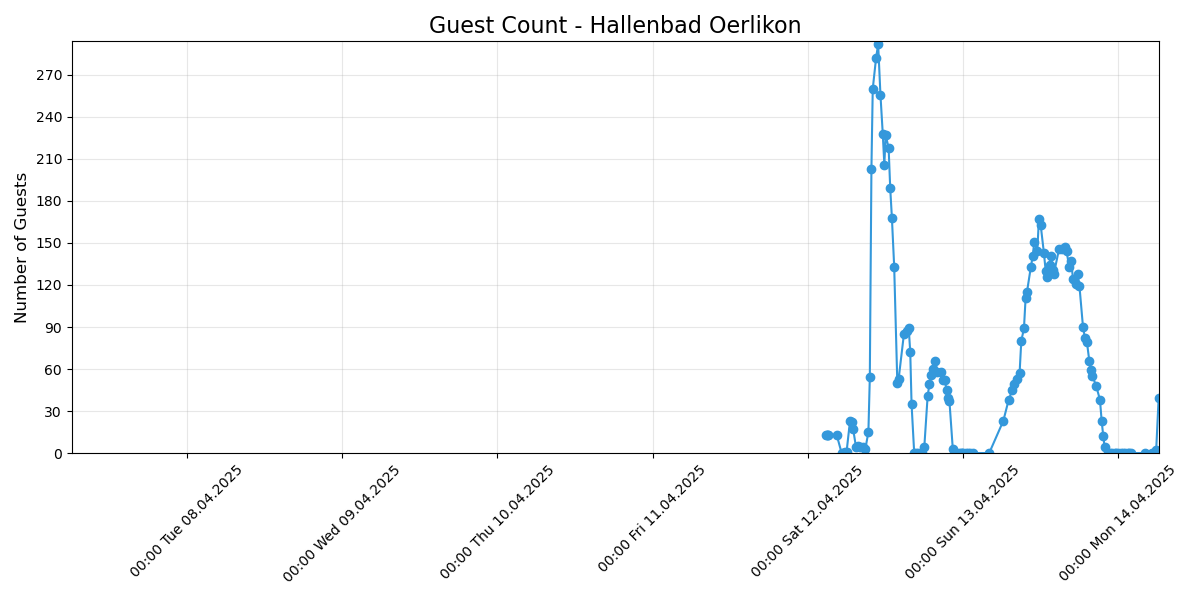 Guest Count - Hallenbad Oerlikon
Number of Guests
270
240
210
180
150
120
90
60
30
0
00:00 Tue 08.04.2025
00:00 Wed 09.04.2025
00:00 Thu 10.04.2025
00:00 Fri 11.04.2025
00:00 Sat 12.04.2025
00:00 Sun 13.04.2025
00:00 Mon 14.04.2025